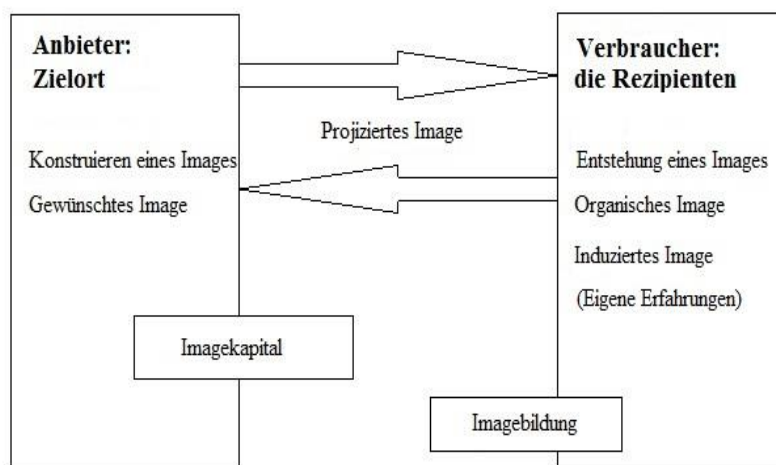 Anbieter:
Zielort
Konstruieren eines Images
Gewünschtes Image
Projiziertes Image
Verbraucher:
die Rezipienten
Entstehung eines Images
Organisches Image
Induziertes Image
(Eigene Erfahrungen)
Imagekapital
Imagebildung